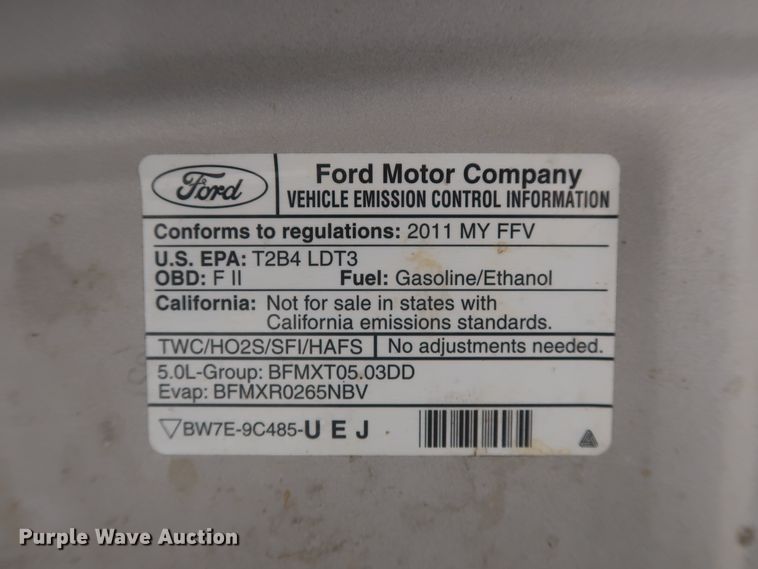 Ford
Ford Motor Company
VEHICLE EMISSION CONTROL INFORMATION
Conforms to regulations: 2011 MY FFV
U.S. EPA: T2B4 LDT3
OBD: F II Fuel: Gasoline/Ethanol
California: Not for sale in states with
California emissions standards.
TWC/HO2S/SFI/HAFS No adjustments needed.
5.0L-Group: BFMXT05.03DD
Evap: BFMXR0265NBV
BW7E-9C485-U E J
Purple Wave Auction